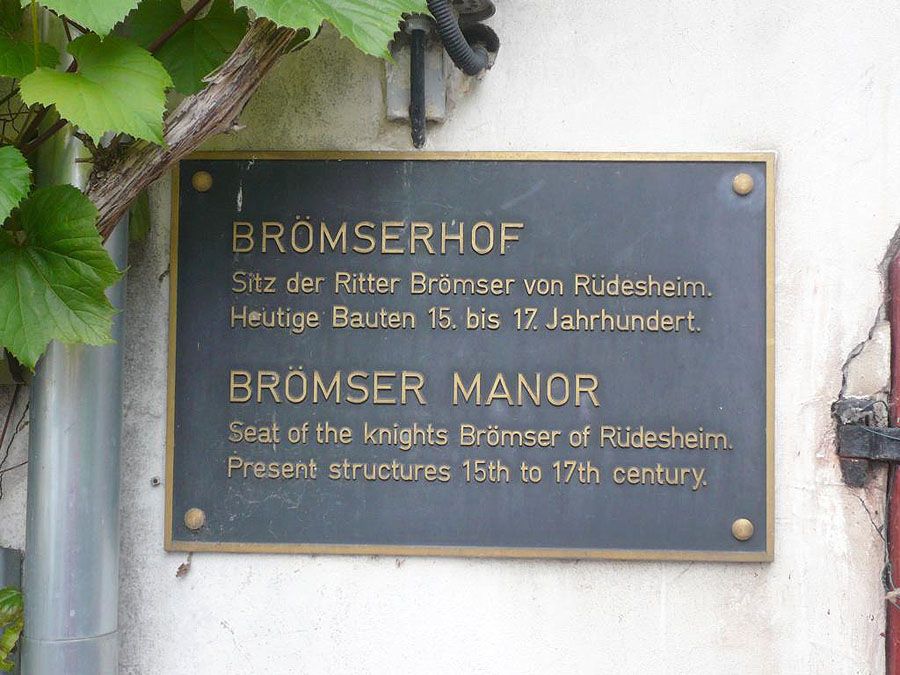 BRÖMSERHOF
Sitz der Ritter Brömser von Rüdesheim.
Heutige Bauten 15. bis 17. Jahrhundert.
BRÖMSER MANOR
Seat of the knights Brömser of Rüdesheim.
Present structures 15th to 17th century.